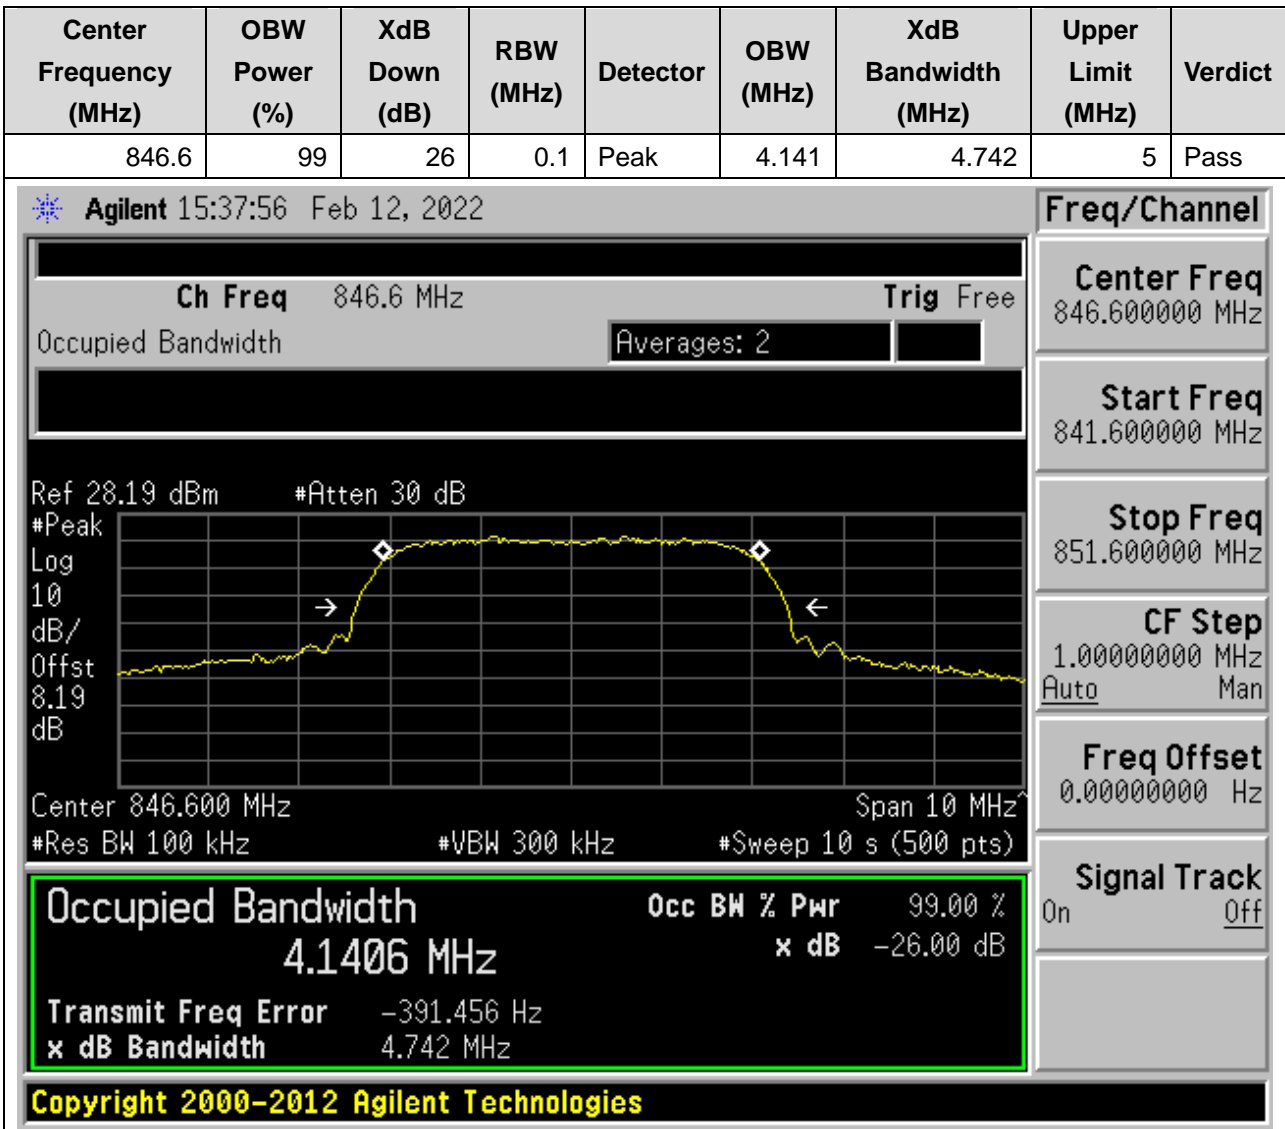 Center Frequency (MHz) OBW Power (%) XdB Down (dB) RBW (MHz) Detector OBW (MHz) XdB Bandwidth (MHz) Upper Limit (MHz) Verdict
846.6 99 26 0.1 Peak 4.141 4.742 5 Pass
Agilent 15:37:56 Feb 12, 2022
Freq/Channel
Ch Freq 846.6 MHz Trig Free
Occupied Bandwidth Averages: 2
Center Freq
846.600000 MHz
Start Freq
841.600000 MHz
Stop Freq
851.600000 MHz
CF Step
1.00000000 MHz
Auto Man
Freq Offset
0.00000000 Hz
Signal Track
On Off
Ref 28.19 dBm #Atten 30 dB
#Peak
Log
10
dB/
Offst
8.19
dB
Center 846.600 MHz Span 10 MHz^
#Res BW 100 kHz #VBW 300 kHz #Sweep 10 s (500 pts)
Occupied Bandwidth Occ BW % Pwr 99.00 %
4.1406 MHz x dB -26.00 dB
Transmit Freq Error -391.456 Hz
x dB Bandwidth 4.742 MHz
Copyright 2000-2012 Agilent Technologies